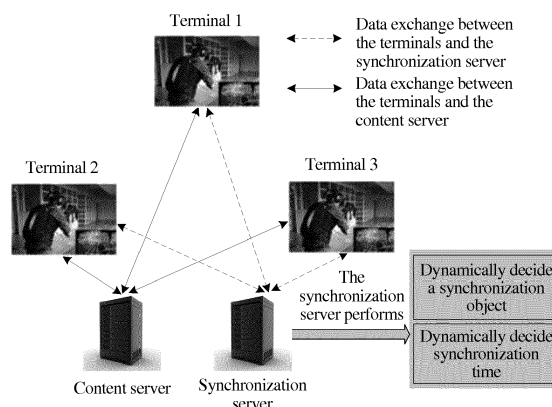 Terminal 1
Data exchange between
the terminals and the
synchronization server
Data exchange between
the terminals and the
content server
Terminal 2
Terminal 3
The
synchronization
server performs
Dynamically decide
a synchronization
object
Dynamically decide
synchronization
time
Content server
Synchronization
server